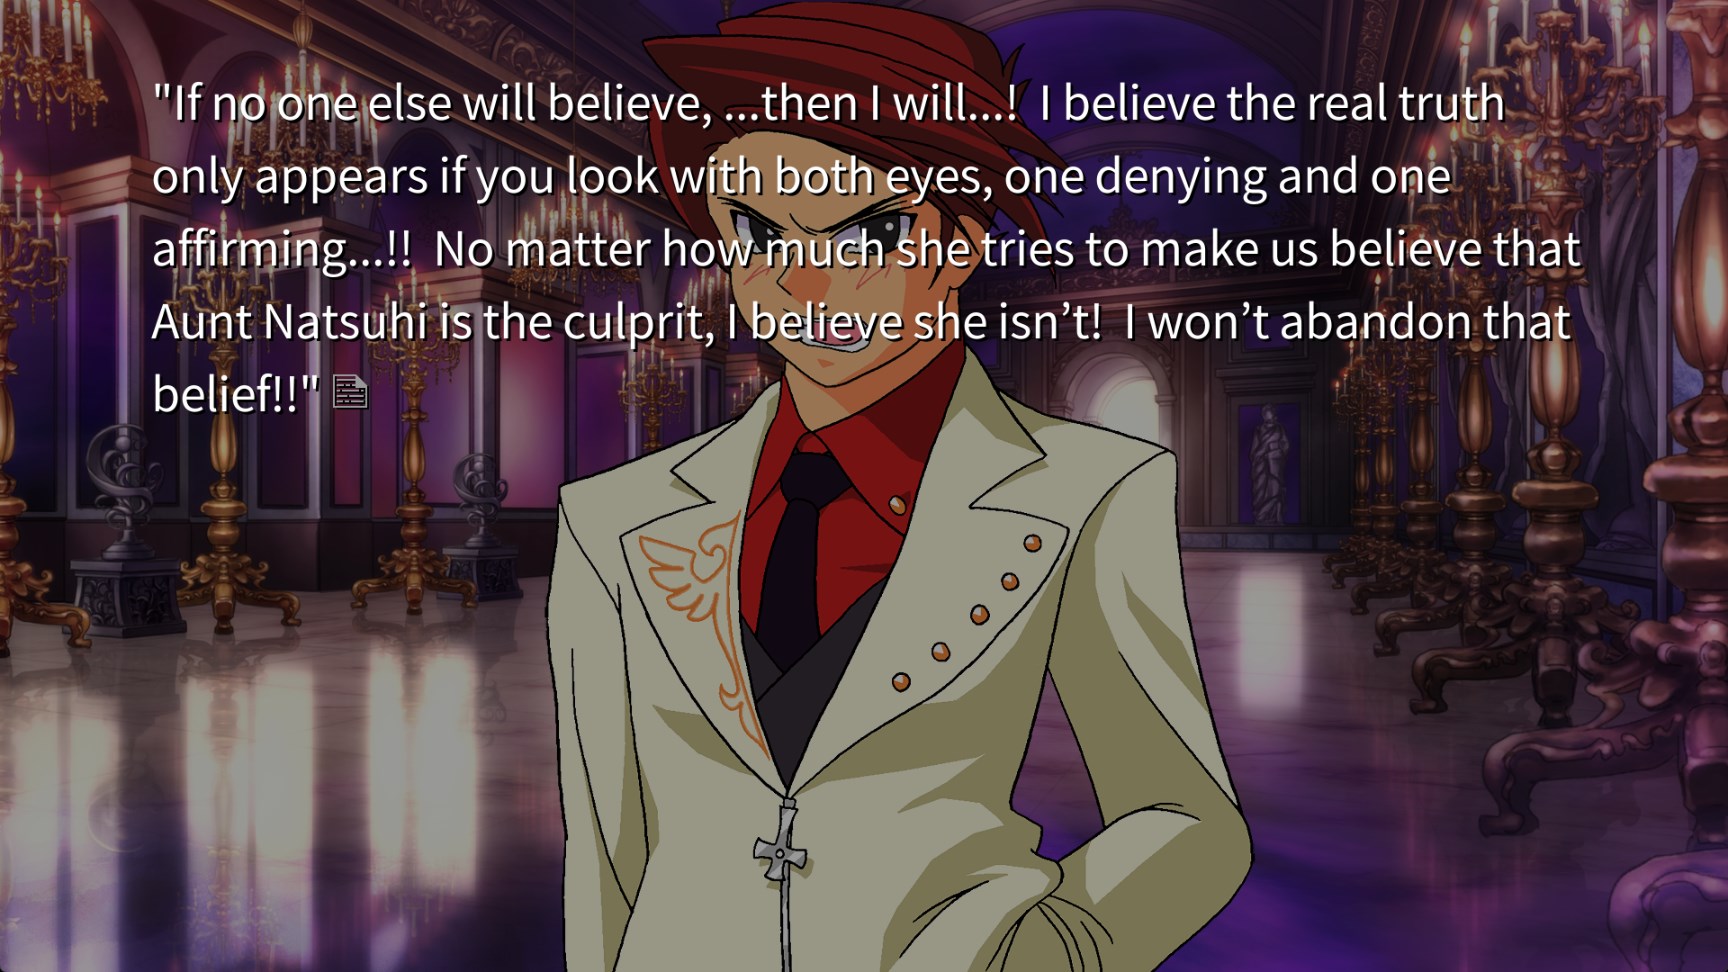 "If no one else will believe, ...then I will...!  I believe the real truth
only appears if you look with both eyes, one denying and one
affirming...!!  No matter how much she tries to make us believe that
Aunt Natsuhi is the culprit, I believe she isn’t!  I won’t abandon that
belief!!"